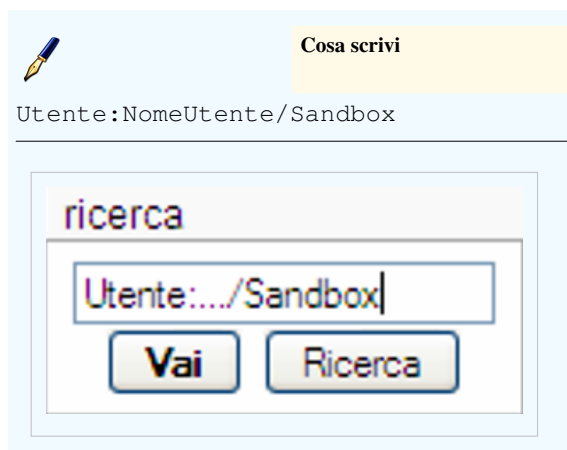 Cosa scrivi
Utente:NomeUtente/Sandbox
ricerca
Utente:.../Sandbox
Vai Ricerca